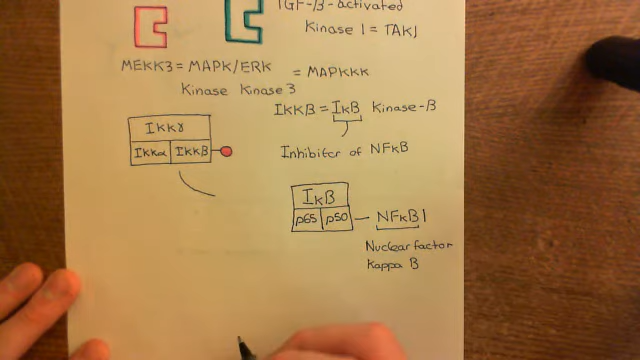 TGF-β-activated
Kinase 1 = TAK1
MEKK3 = MAPK/ERK = MAPKKK
Kinase Kinase 3
IKKβ = IκB Kinase-β
Inhibitor of NFκB
IKKγ
IKKα IKKβ
IκB
p65 p50 — NFκB1
Nuclear factor
Kappa B